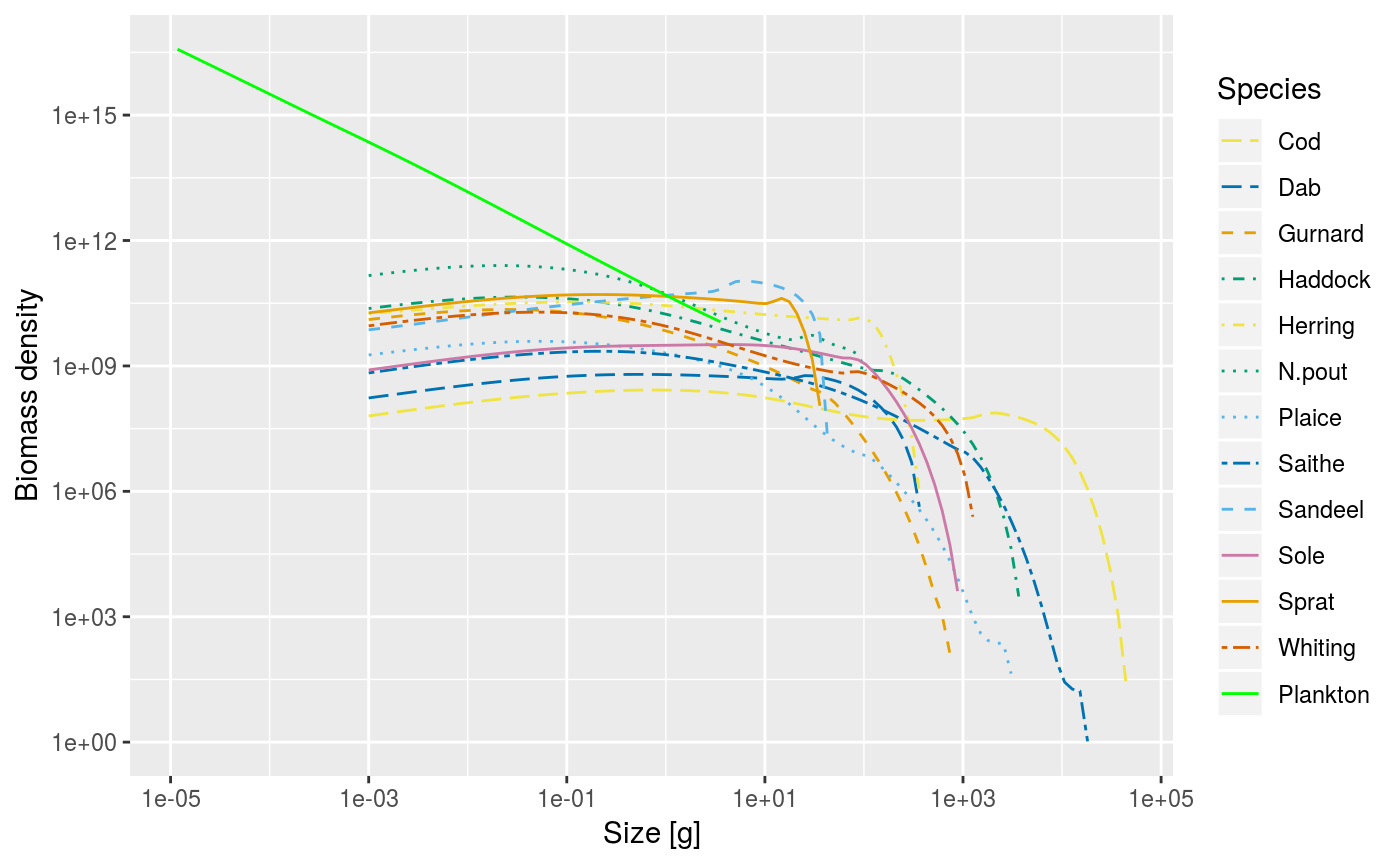 Biomass density
1e+15
1e+12
1e+09
1e+06
1e+03
1e+00
1e-05
1e-03
1e-01
1e+01
1e+03
1e+05
Size [g]
Species
Cod
Dab
Gurnard
Haddock
Herring
N.pout
Plaice
Saithe
Sandeel
Sole
Sprat
Whiting
Plankton